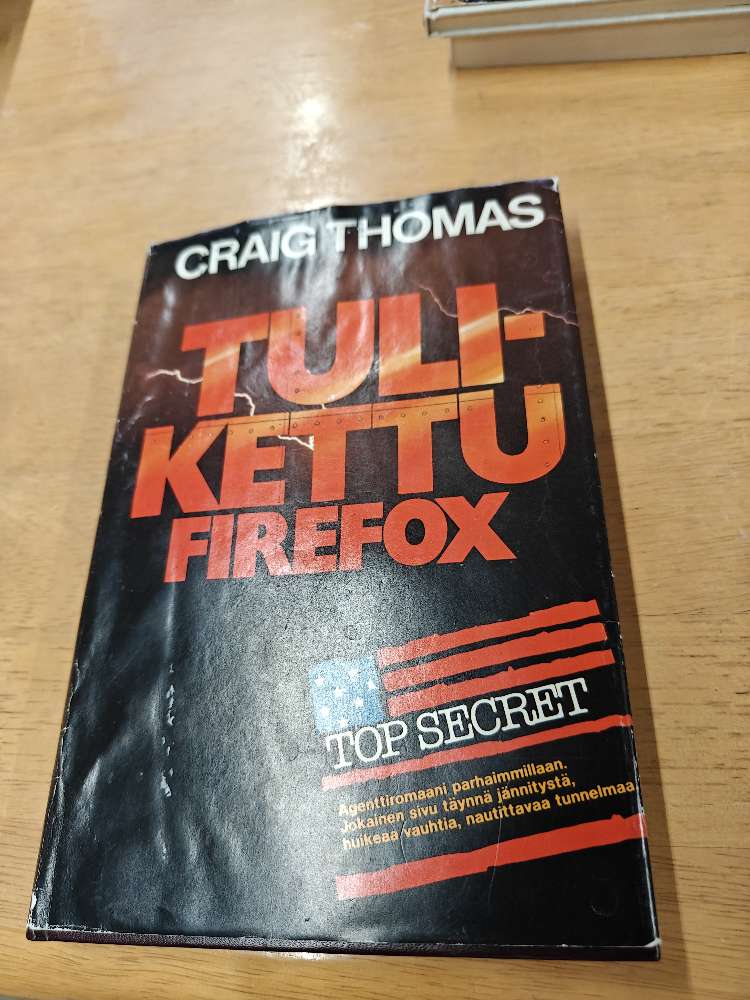 CRAIG THOMAS
TULI-
KETTU
FIREFOX
TOP SECRET
Agenttiromaani parhaimmillaan.
Jokainen sivu täynnä jännitystä,
huikeaa vauhtia, nautittavaa tunnelmaa